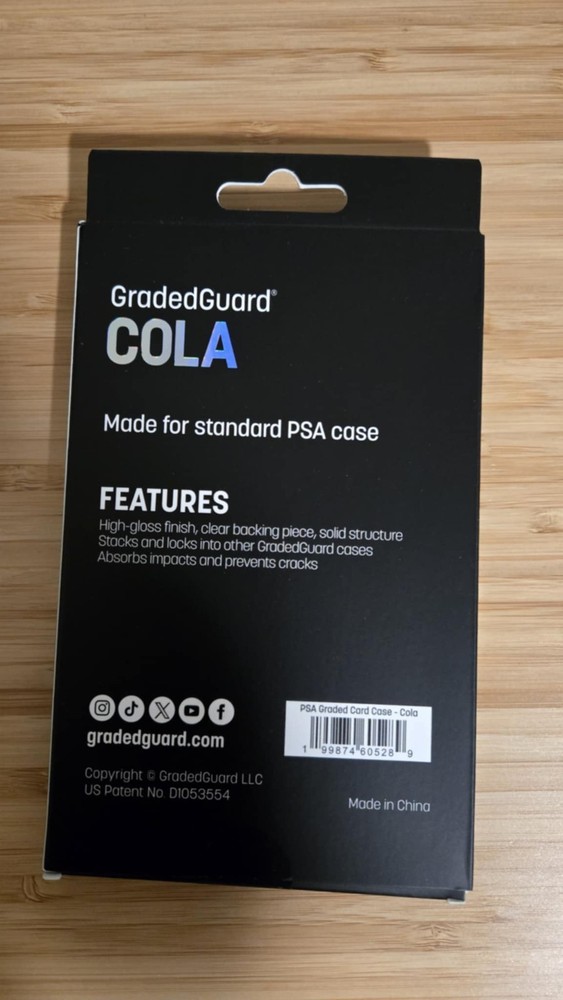 GradedGuard®
COLA
Made for standard PSA case
FEATURES
High-gloss finish, clear backing piece, solid structure
Stacks and locks into other GradedGuard cases
Absorbs impacts and prevents cracks
gradedguard.com
Copyright © GradedGuard LLC
US Patent No. D1053554
PSA Graded Card Case - Cola
1 99874 60528 9
Made in China